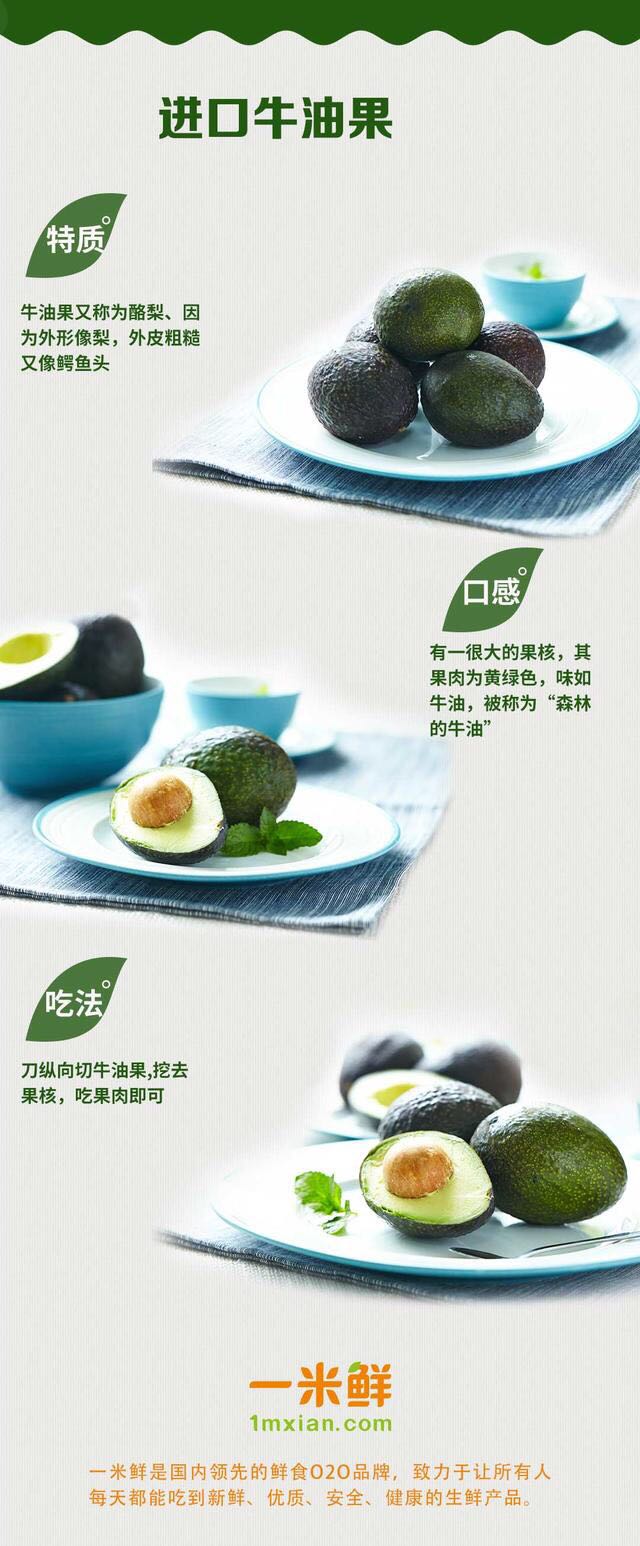 进口牛油果
特质
牛油果又称为酪梨、因
为外形像梨，外皮粗糙
又像鳄鱼头
口感
有一很大的果核，其
果肉为黄绿色，味如
牛油，被称为“森林
的牛油”
吃法
刀纵向切牛油果,挖去
果核，吃果肉即可
一米鲜
1mxian.com
一米鲜是国内领先的鲜食O2O品牌，致力于让所有人
每天都能吃到新鲜、优质、安全、健康的生鲜产品。